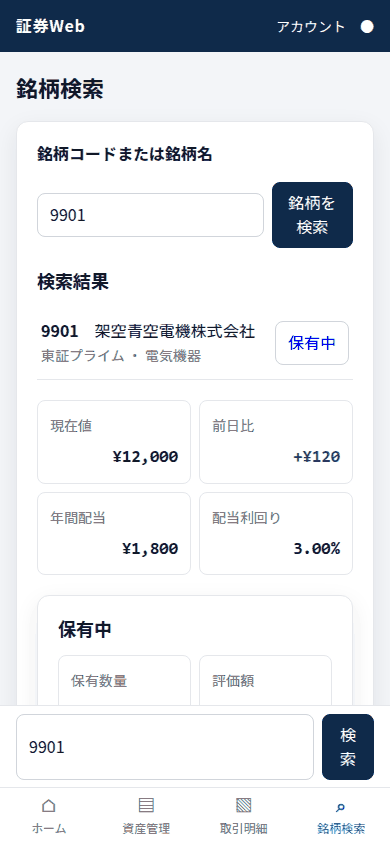 証券Web
アカウント
銘柄検索
銘柄コードまたは銘柄名
9901
銘柄を
検索
検索結果
9901 架空青空電機株式会社
東証プライム ・ 電気機器
保有中
現在値
¥12,000
前日比
+¥120
年間配当
¥1,800
配当利回り
3.00%
保有中
保有数量
評価額
9901
検
索
ホーム
資産管理
取引明細
銘柄検索